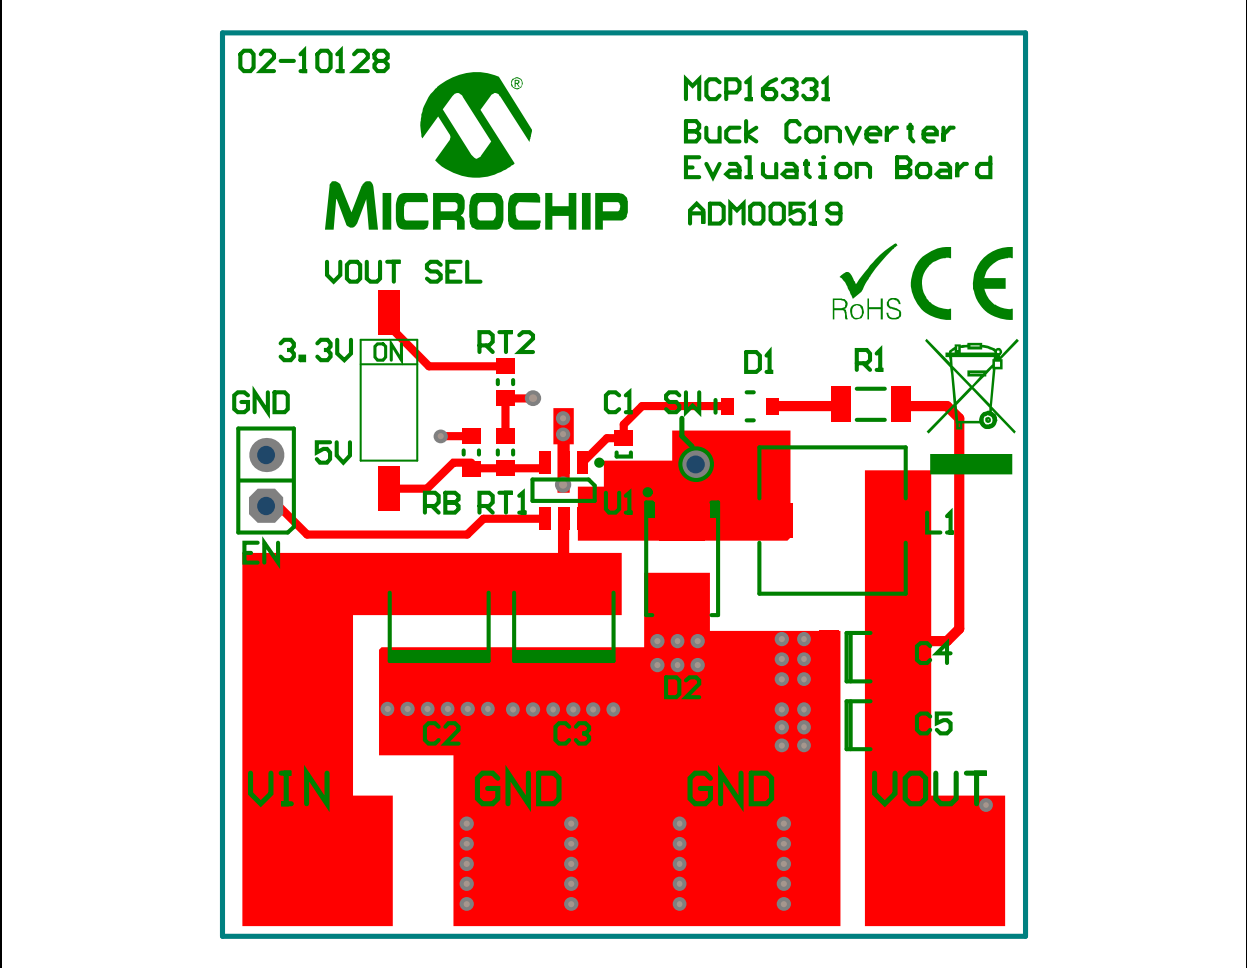 02-10128
®
MICROCHIP
MCP16331
Buck Converter
Evaluation Board
ADM00519
VOUT SEL
RoHS
CE
3.3V
ON
RT2
D1
R1
GND
C1
SW
5V
RB
RT1
U1
L1
EN
C4
D2
C2
C3
C5
VIN
GND
GND
VOUT